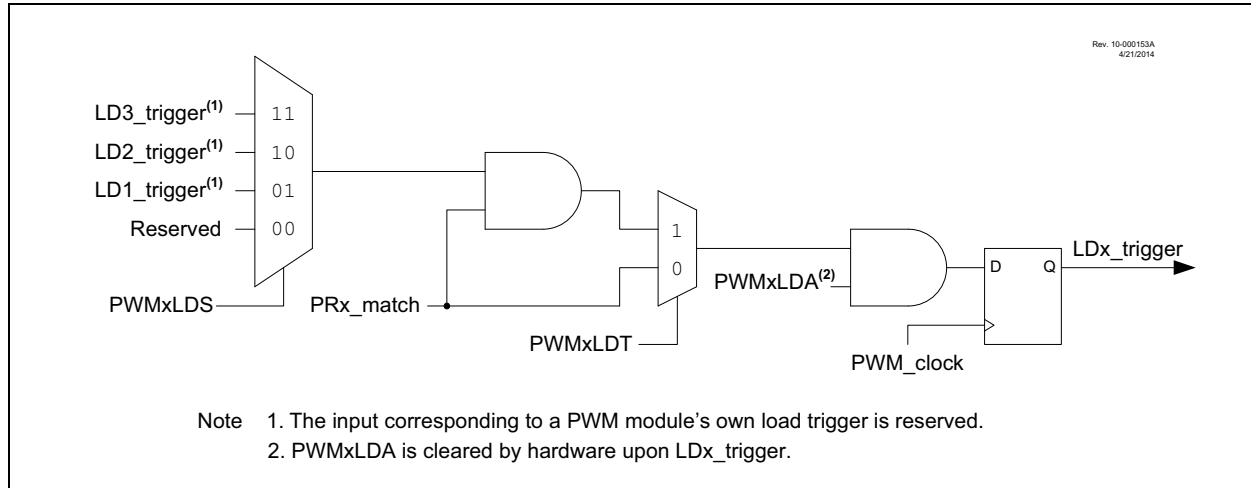 Rev. 10-000153A
4/21/2014
LD3_trigger(1)
11
LD2_trigger(1)
10
LD1_trigger(1)
01
Reserved
00
PWMxLDS
PRx_match
1
0
PWMxLDT
PWMxLDA(2)
D Q
LDx_trigger
PWM_clock
Note 1. The input corresponding to a PWM module's own load trigger is reserved.
2. PWMxLDA is cleared by hardware upon LDx_trigger.